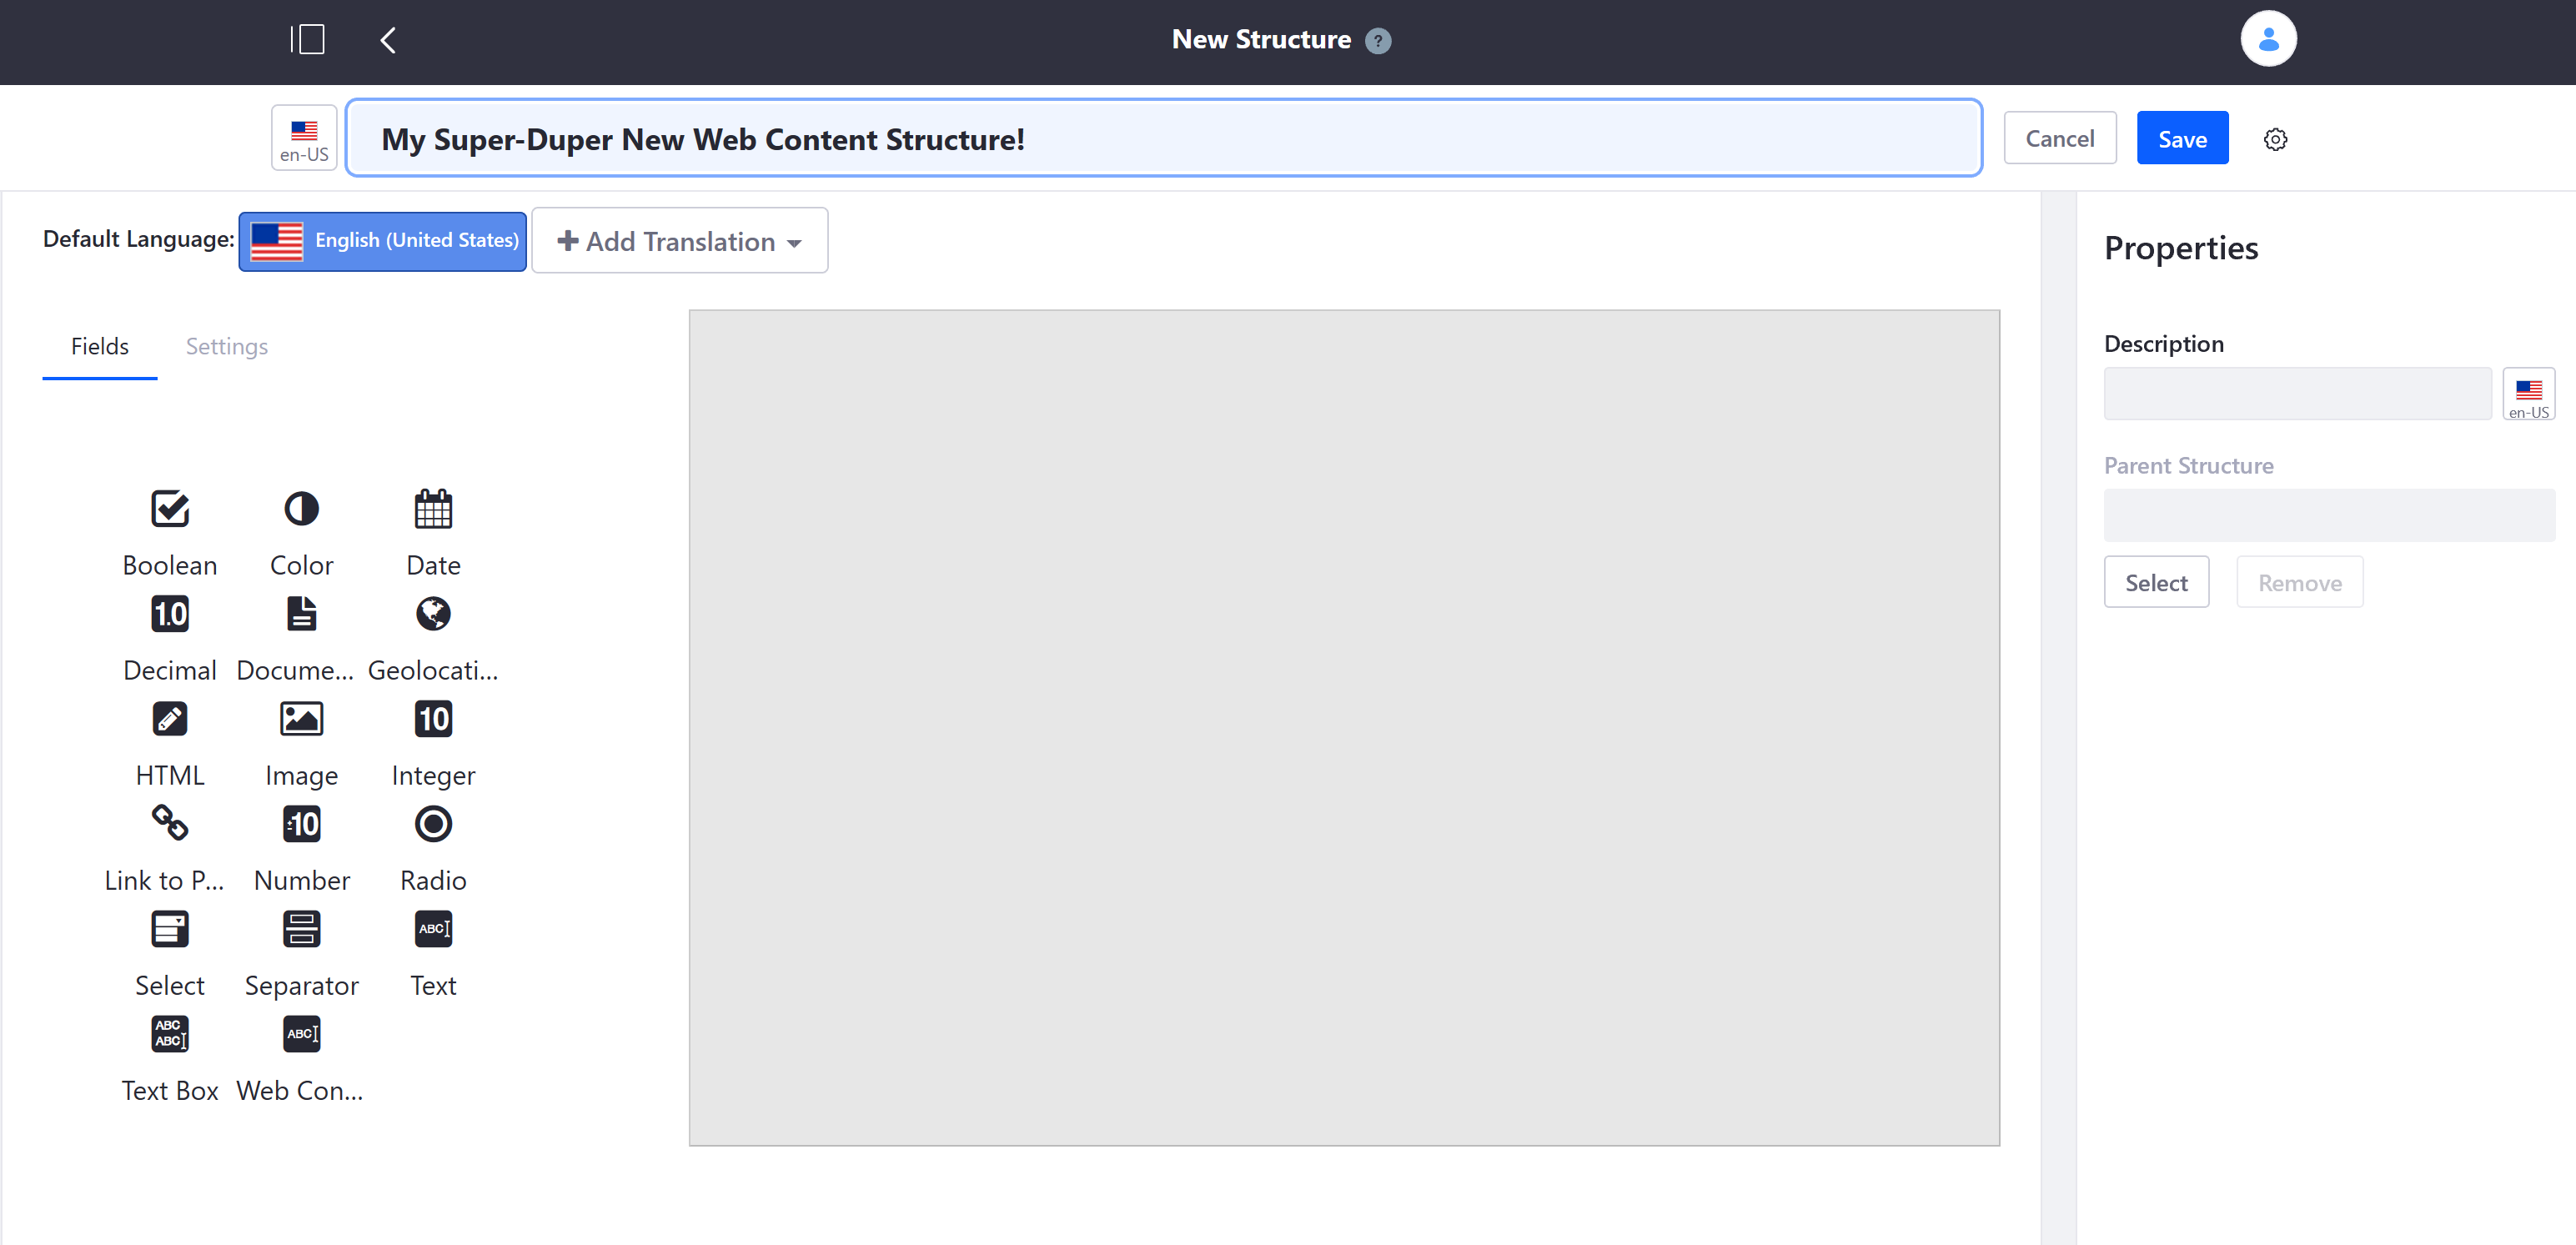 New Structure ?
en-US
My Super-Duper New Web Content Structure!
Cancel Save
Default Language: English (United States) Add Translation
Properties
Fields Settings
Description
en-US
Parent Structure
Select Remove
Boolean Color Date
1.0
Decimal Docume... Geolocati...
10
HTML Image Integer
±10
Link to P... Number Radio
ABC
Select Separator Text
ABC
ABC ABC
Text Box Web Con...